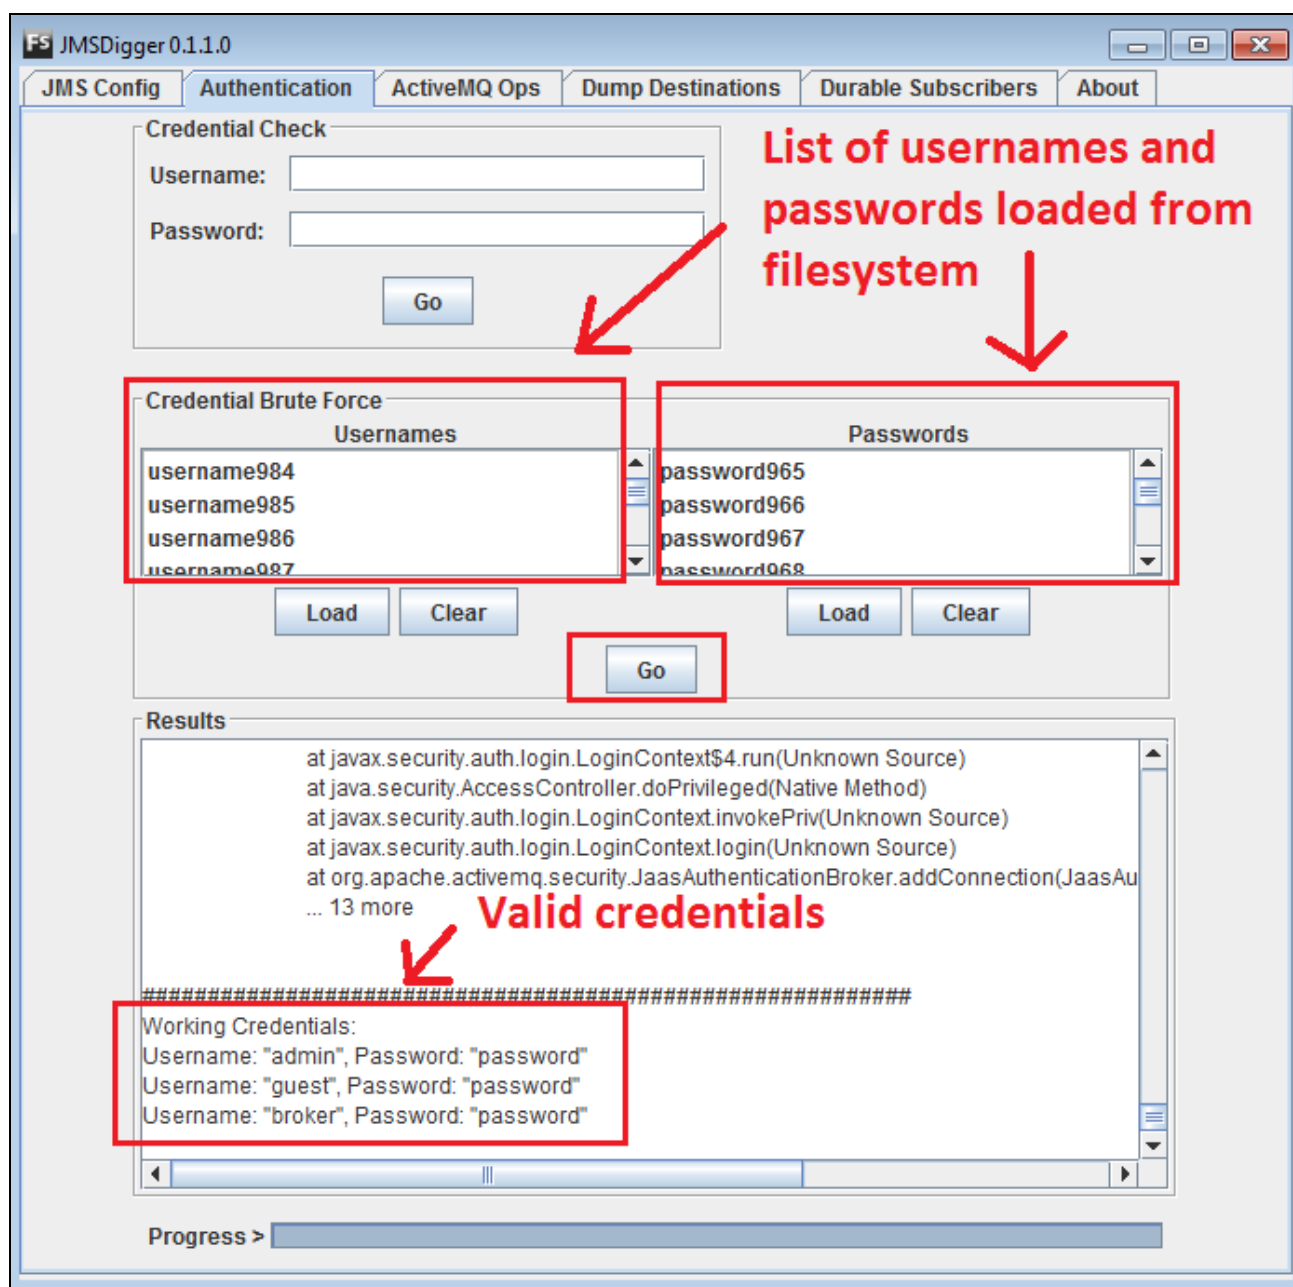 FS JMSDigger 0.1.1.0
JMS Config Authentication ActiveMQ Ops Dump Destinations Durable Subscribers About
Credential Check
Username:
Password:
Go
List of usernames and
passwords loaded from
filesystem
Credential Brute Force
Usernames Passwords
username984 password965
username985 password966
username986 password967
username987 password968
Load Clear Load Clear
Go
Results
at javax.security.auth.login.LoginContext$4.run(Unknown Source)
at java.security.AccessController.doPrivileged(Native Method)
at javax.security.auth.login.LoginContext.invokePriv(Unknown Source)
at javax.security.auth.login.LoginContext.login(Unknown Source)
at org.apache.activemq.security.JaasAuthenticationBroker.addConnection(JaasAu
... 13 more
Valid credentials
###########################################################
Working Credentials:
Username: "admin", Password: "password"
Username: "guest", Password: "password"
Username: "broker", Password: "password"
Progress >